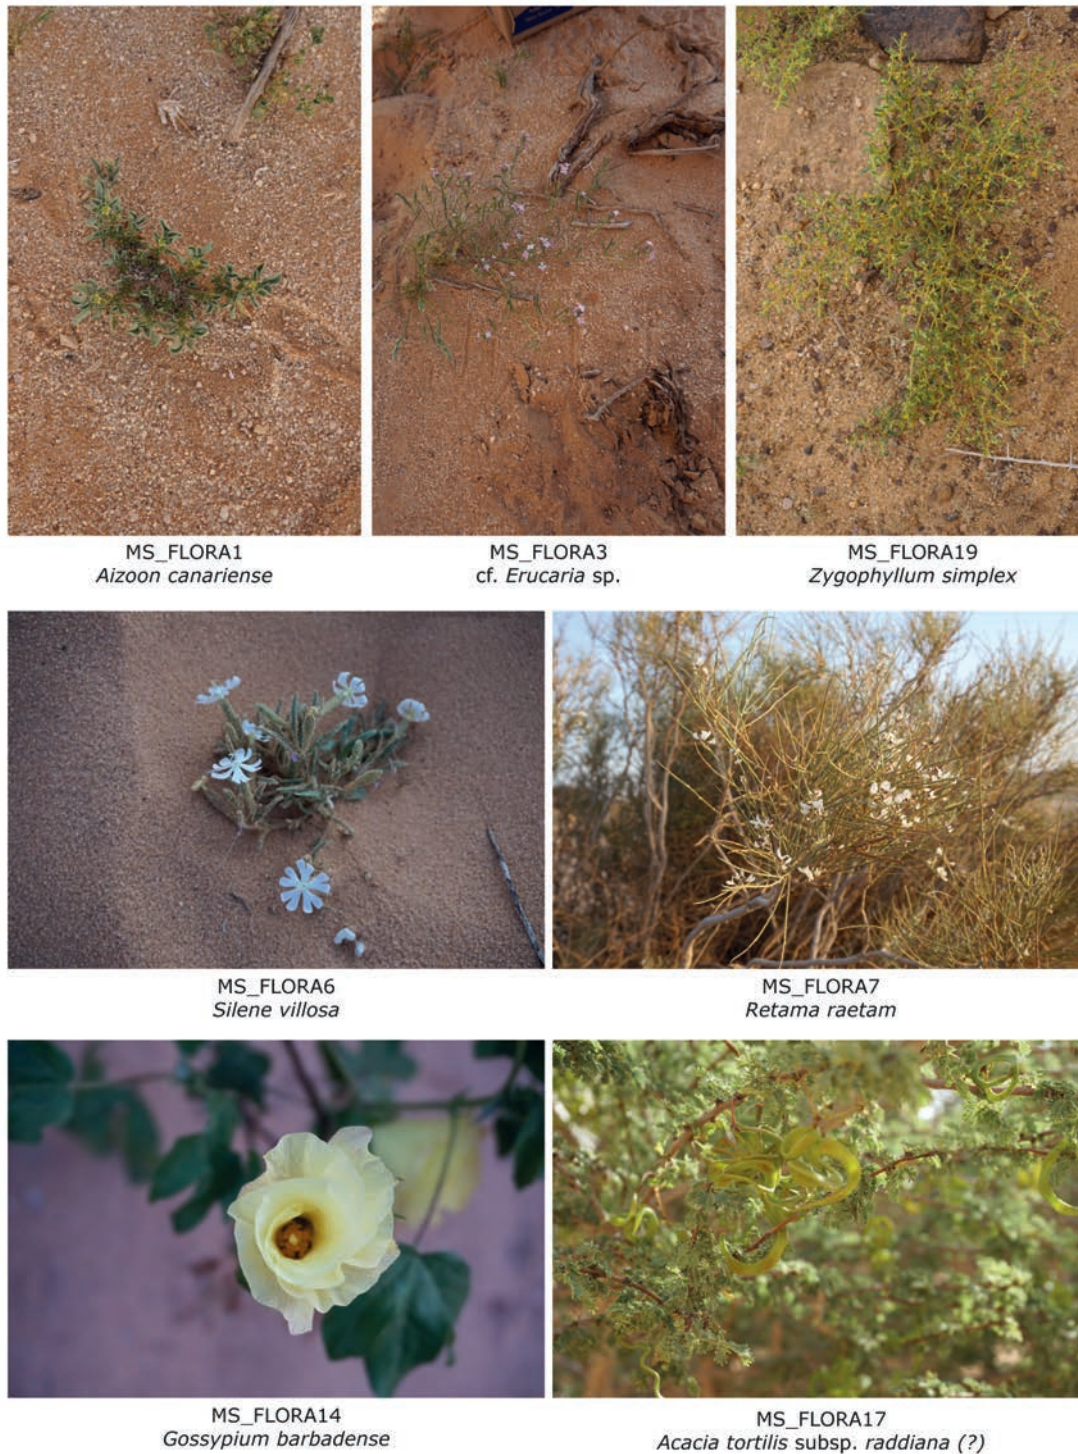 MS_FLORA1
Aizoon canariense
MS_FLORA3
cf. Erucaria sp.
MS_FLORA19
Zygophyllum simplex
MS_FLORA6
Silene villosa
MS_FLORA7
Retama raetam
MS_FLORA14
Gossypium barbadense
MS_FLORA17
Acacia tortilis subsp. raddiana (?)